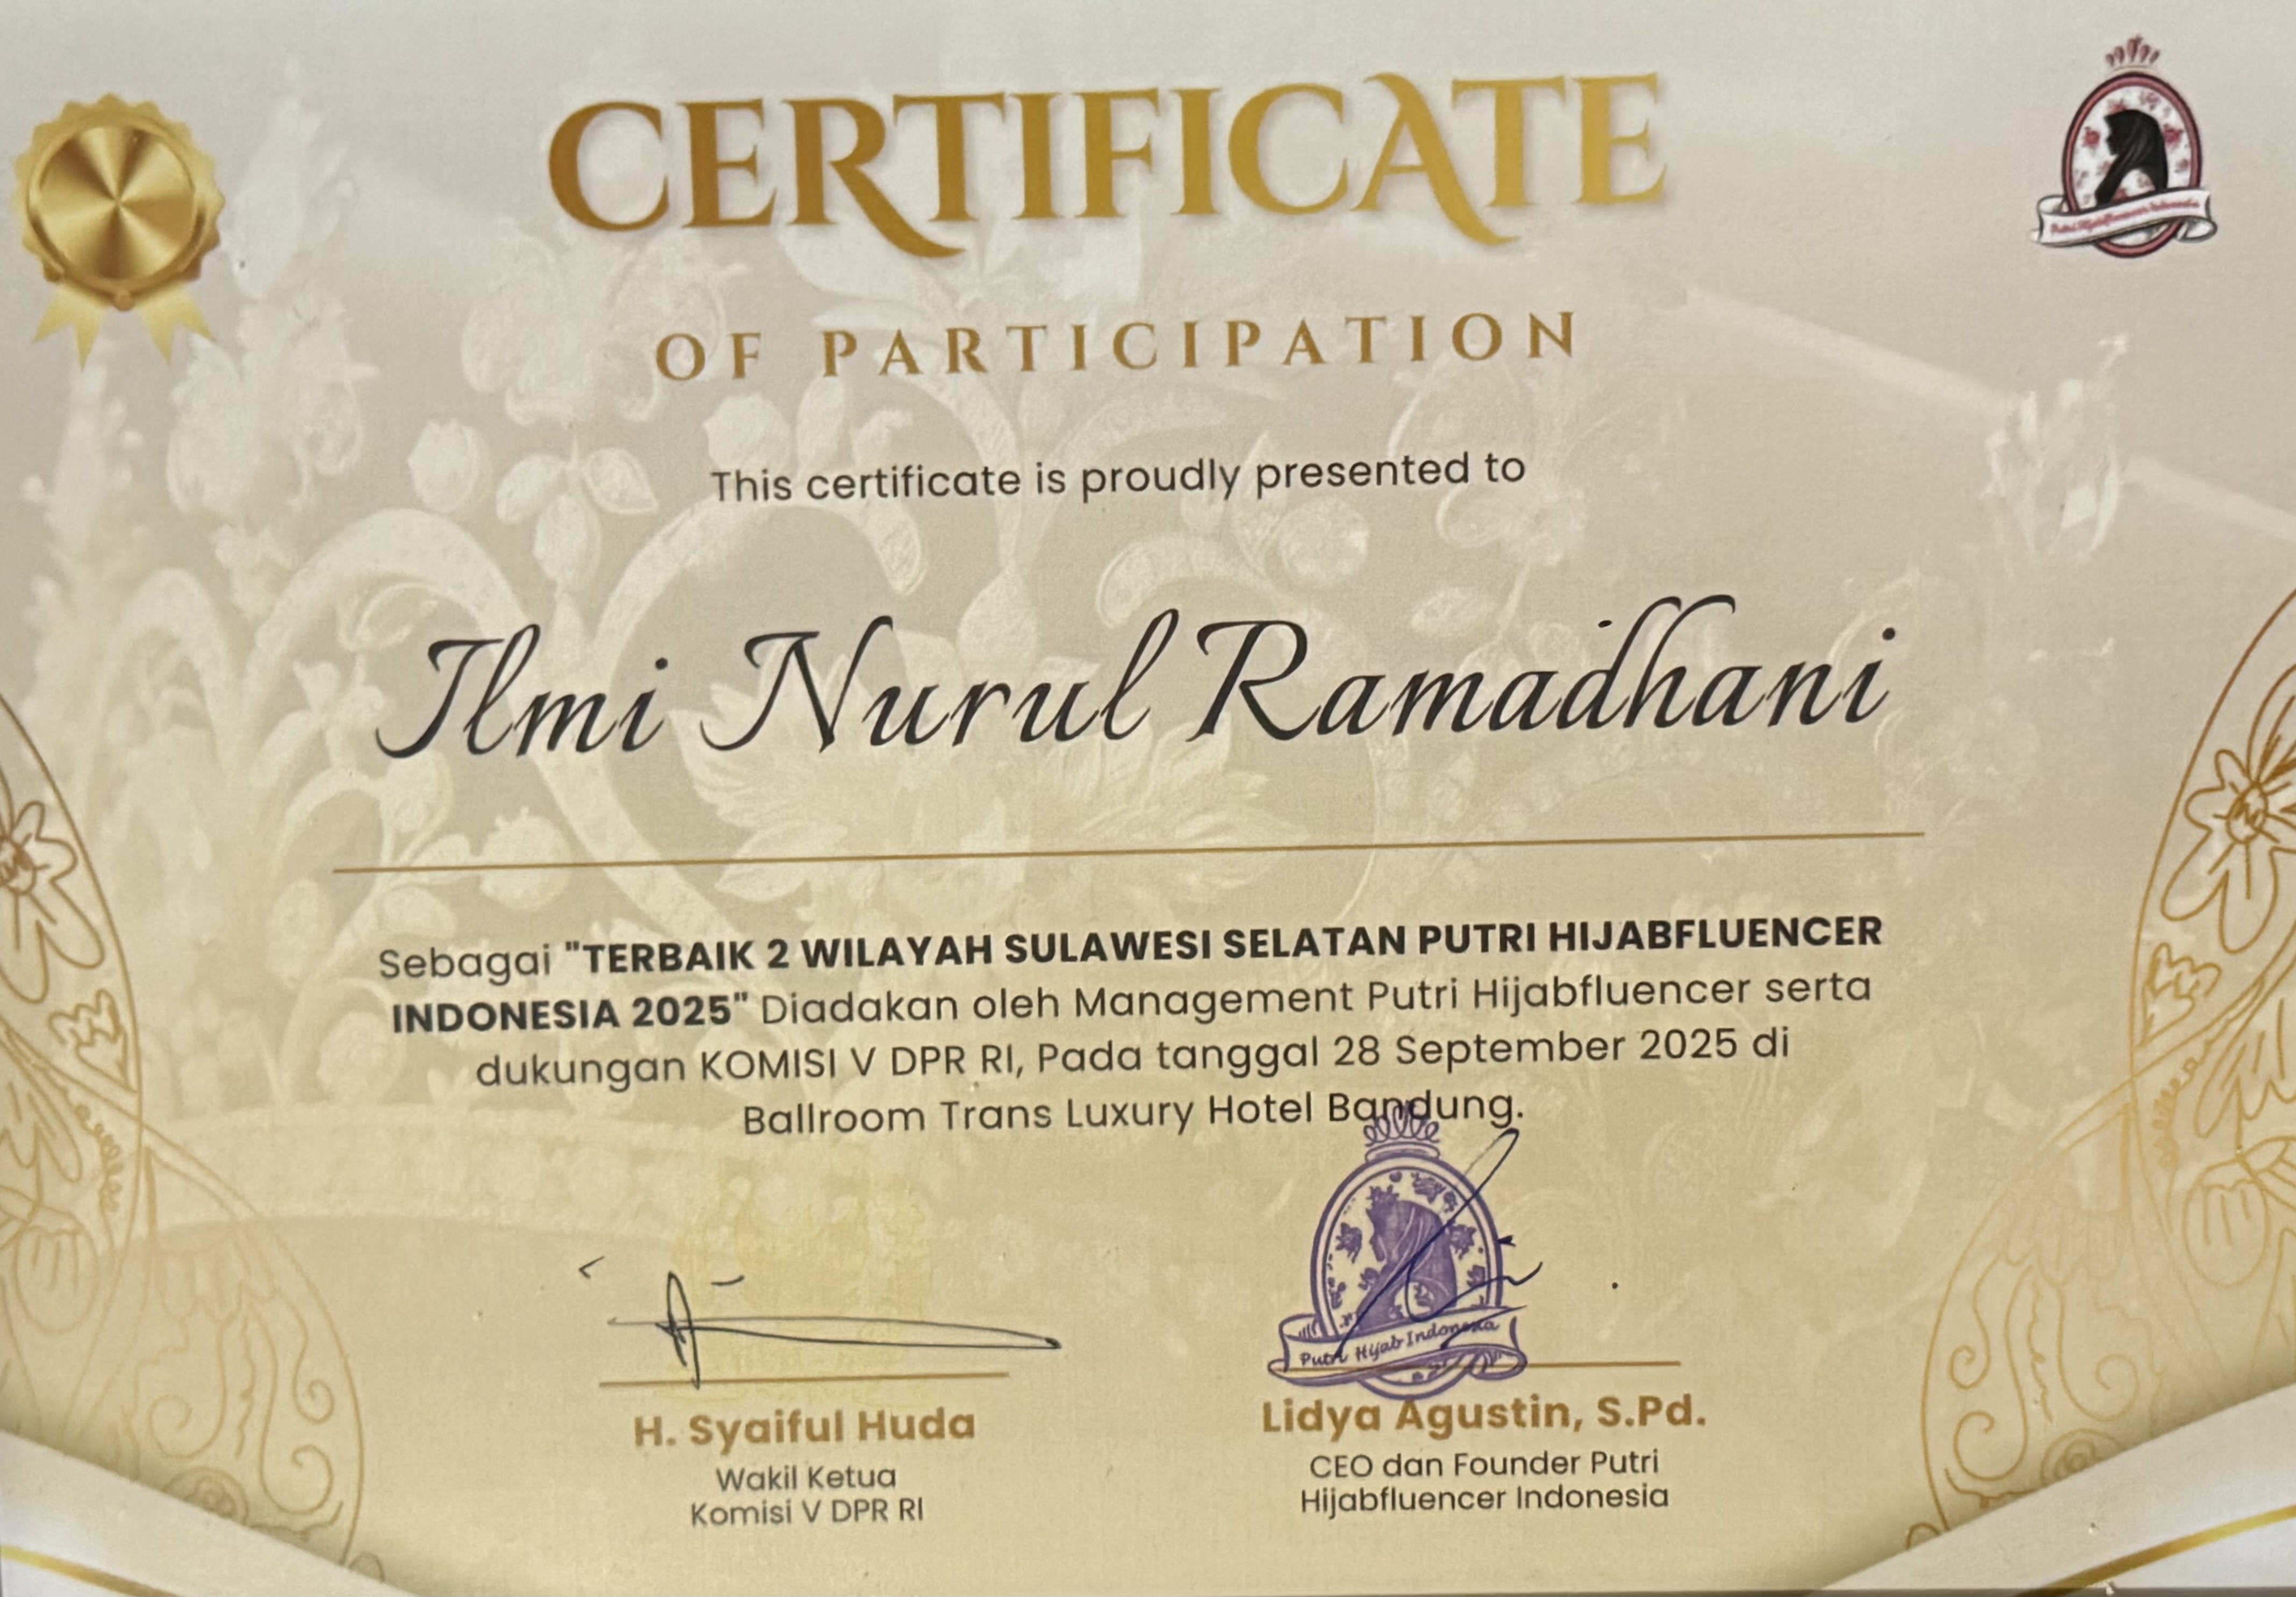 CERTIFICATE
OF PARTICIPATION
This certificate is proudly presented to
Ilmi Nurul Ramadhani
Sebagai "TERBAIK 2 WILAYAH SULAWESI SELATAN PUTRI HIJABFLUENCER
INDONESIA 2025" Diadakan oleh Management Putri Hijabfluencer serta
dukungan KOMISI V DPR RI, Pada tanggal 28 September 2025 di
Ballroom Trans Luxury Hotel Bandung.
Putri Hijab Indonesia
H. Syaiful Huda
Wakil Ketua
Komisi V DPR RI
Lidya Agustin, S.Pd.
CEO dan Founder Putri
Hijabfluencer Indonesia